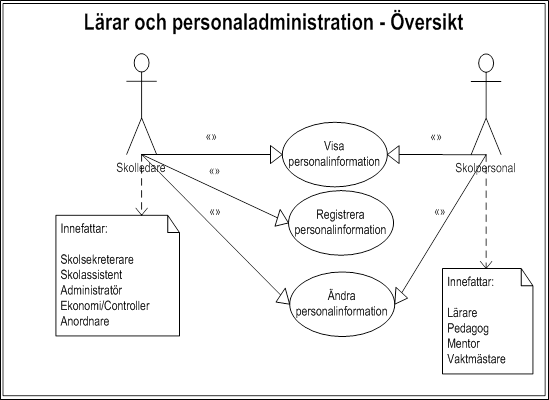 Lärar och personaladministration - Översikt
«»
«»
Visa
personalinformation
Skolledare
Skolpersonal
«»
Registrera
personalinformation
«»
«»
Innefattar:
Skolsekreterare
Skolassistent
Administratör
Ekonomi/Controller
Anordnare
Ändra
personalinformation
Innefattar:
Lärare
Pedagog
Mentor
Vaktmästare